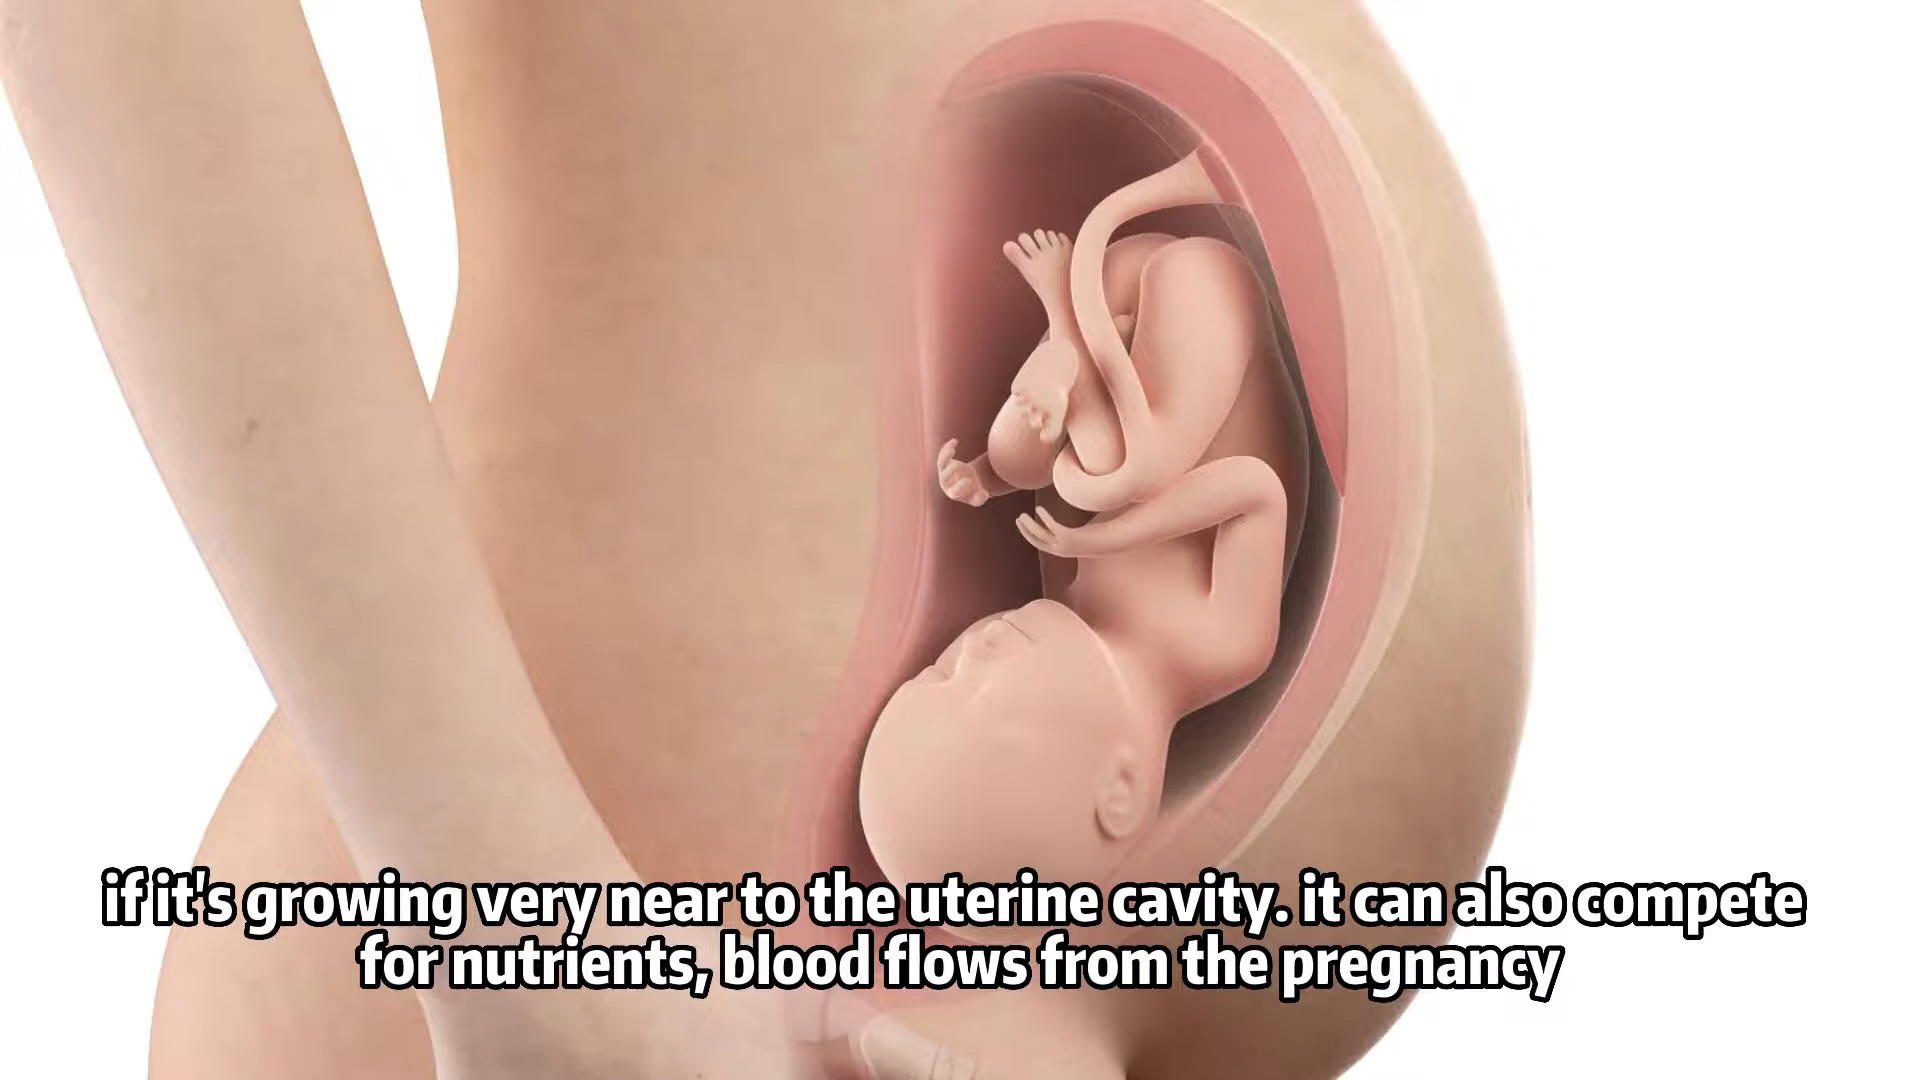 if it's growing very near to the uterine cavity. it can also compete
for nutrients, blood flows from the pregnancy